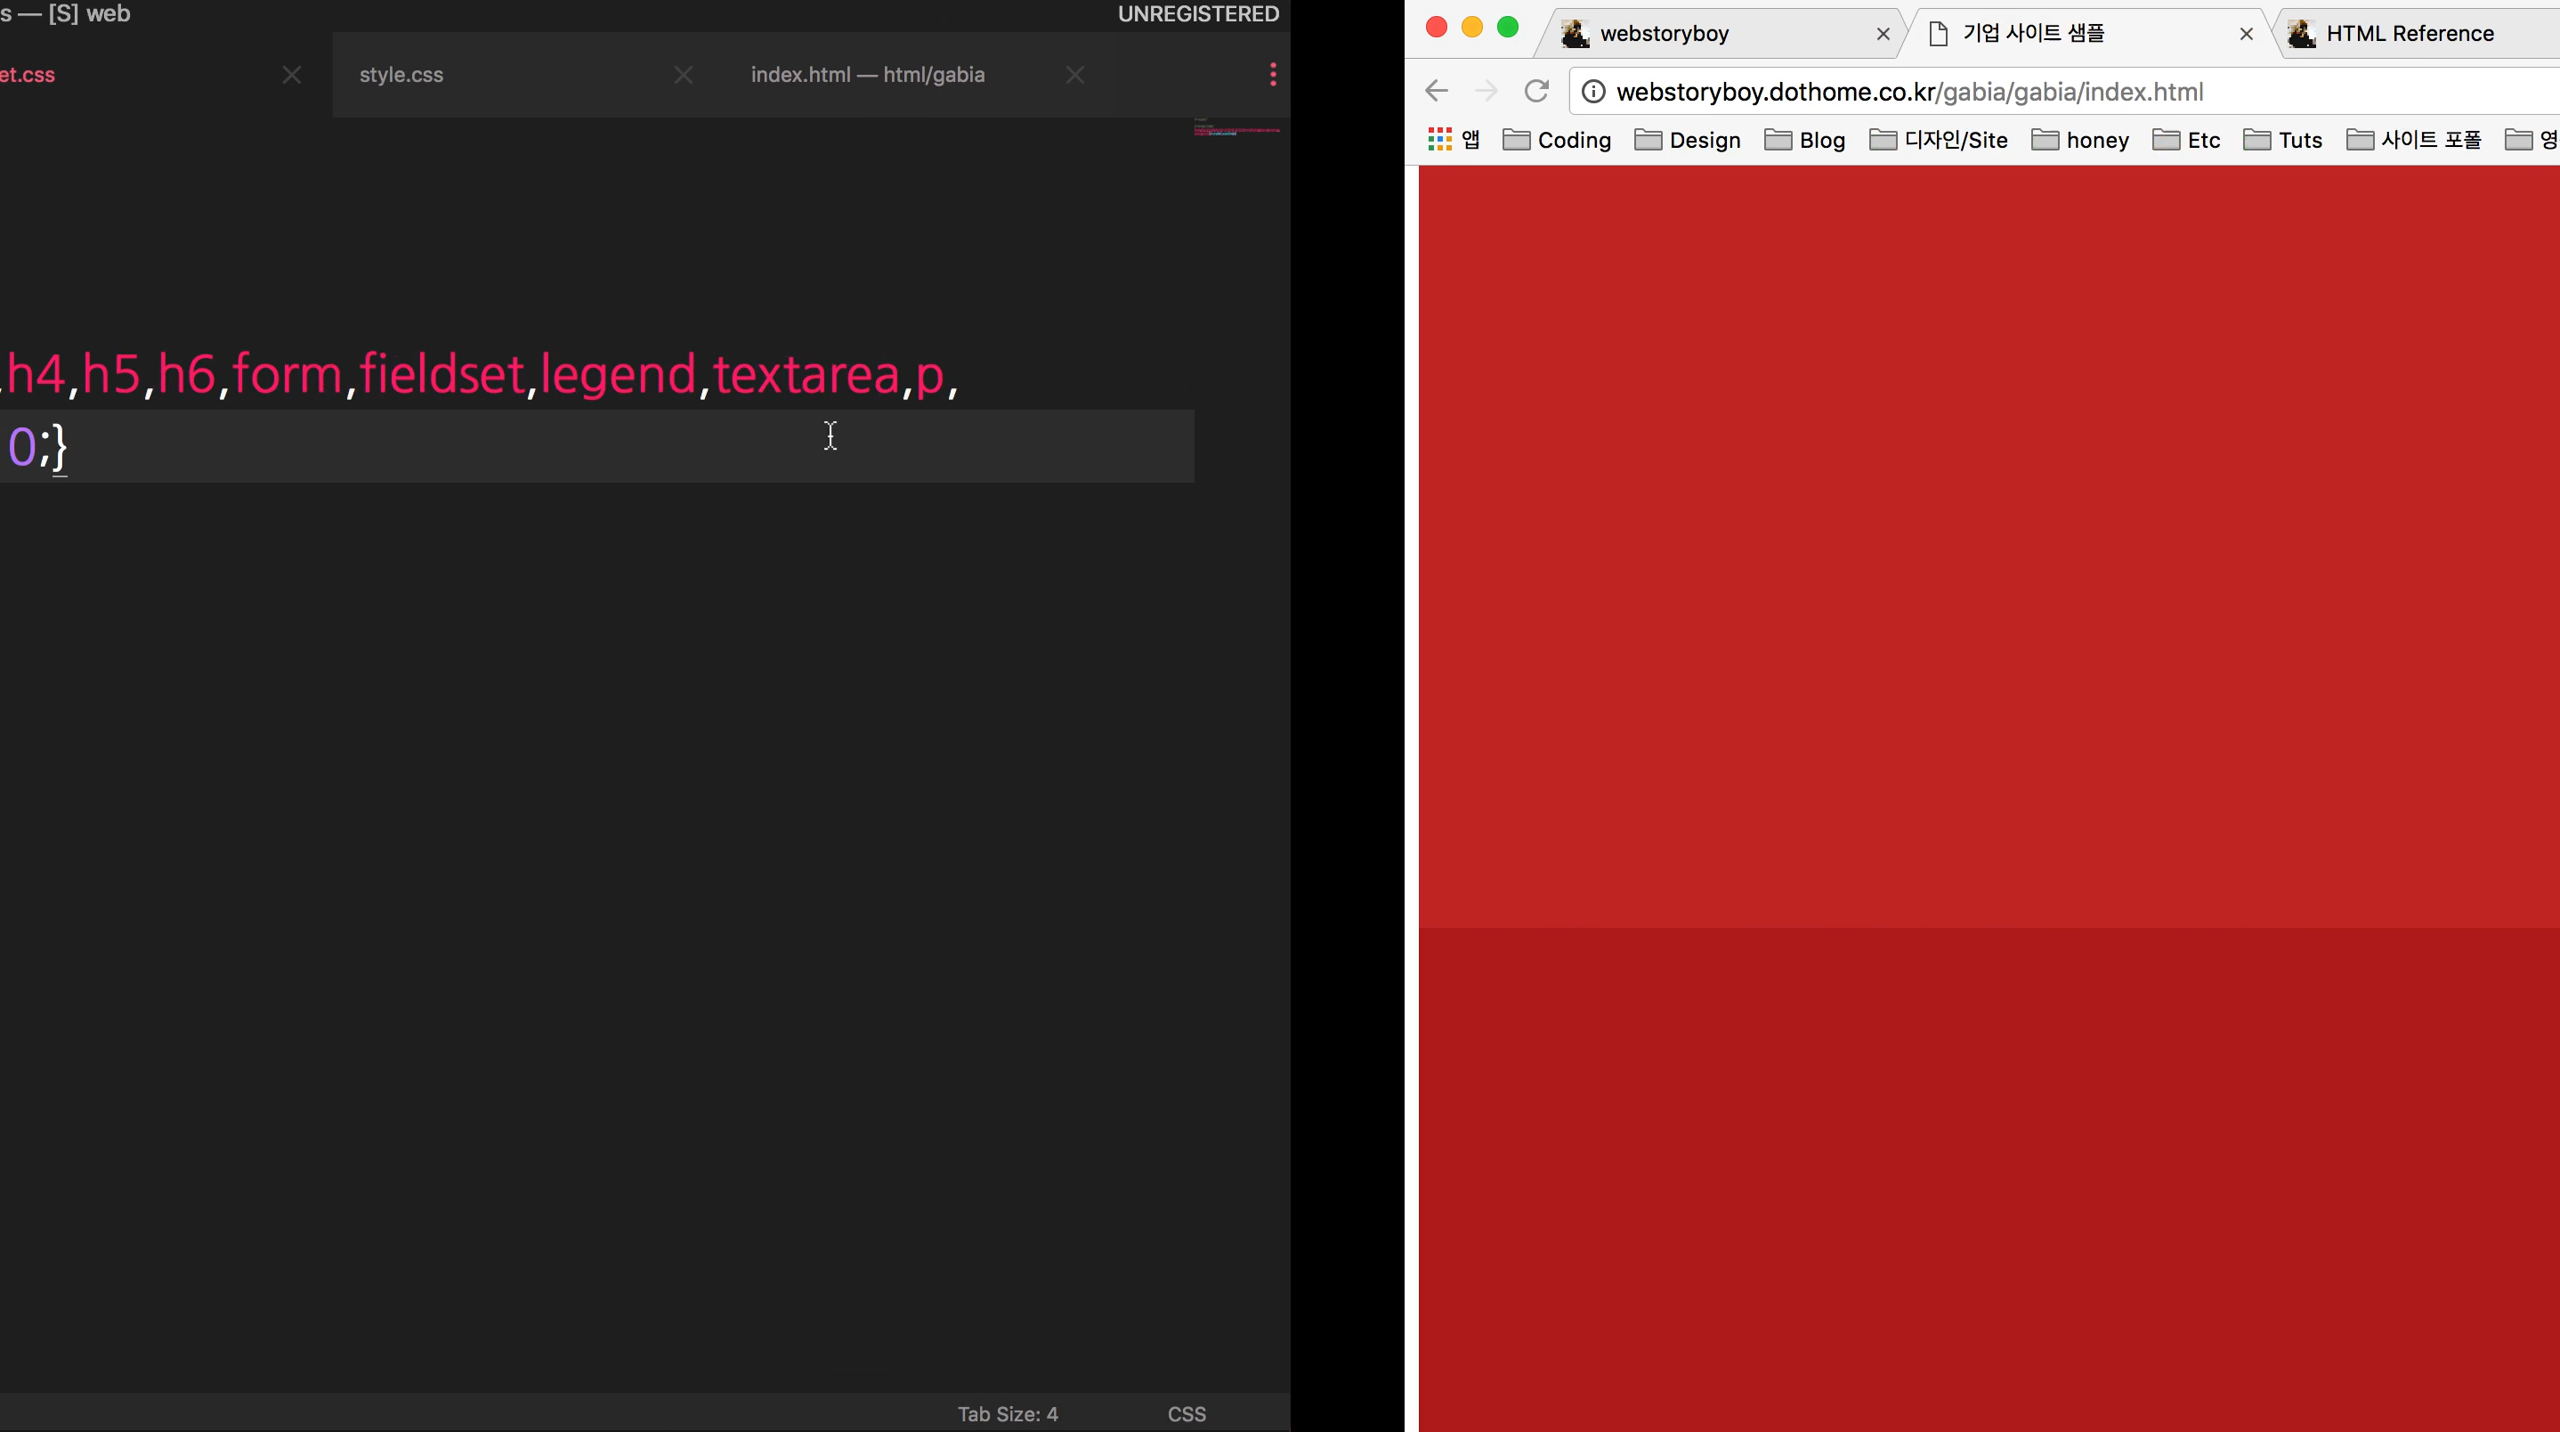 s — [S] web
UNREGISTERED
et.css
style.css
index.html — html/gabia
,h4,h5,h6,form,fieldset,legend,textarea,p,
0;}
Tab Size: 4
CSS
webstoryboy
기업 사이트 샘플
HTML Reference
webstoryboy.dothome.co.kr/gabia/gabia/index.html
앱
Coding
Design
Blog
디자인/Site
honey
Etc
Tuts
사이트 포폴
영